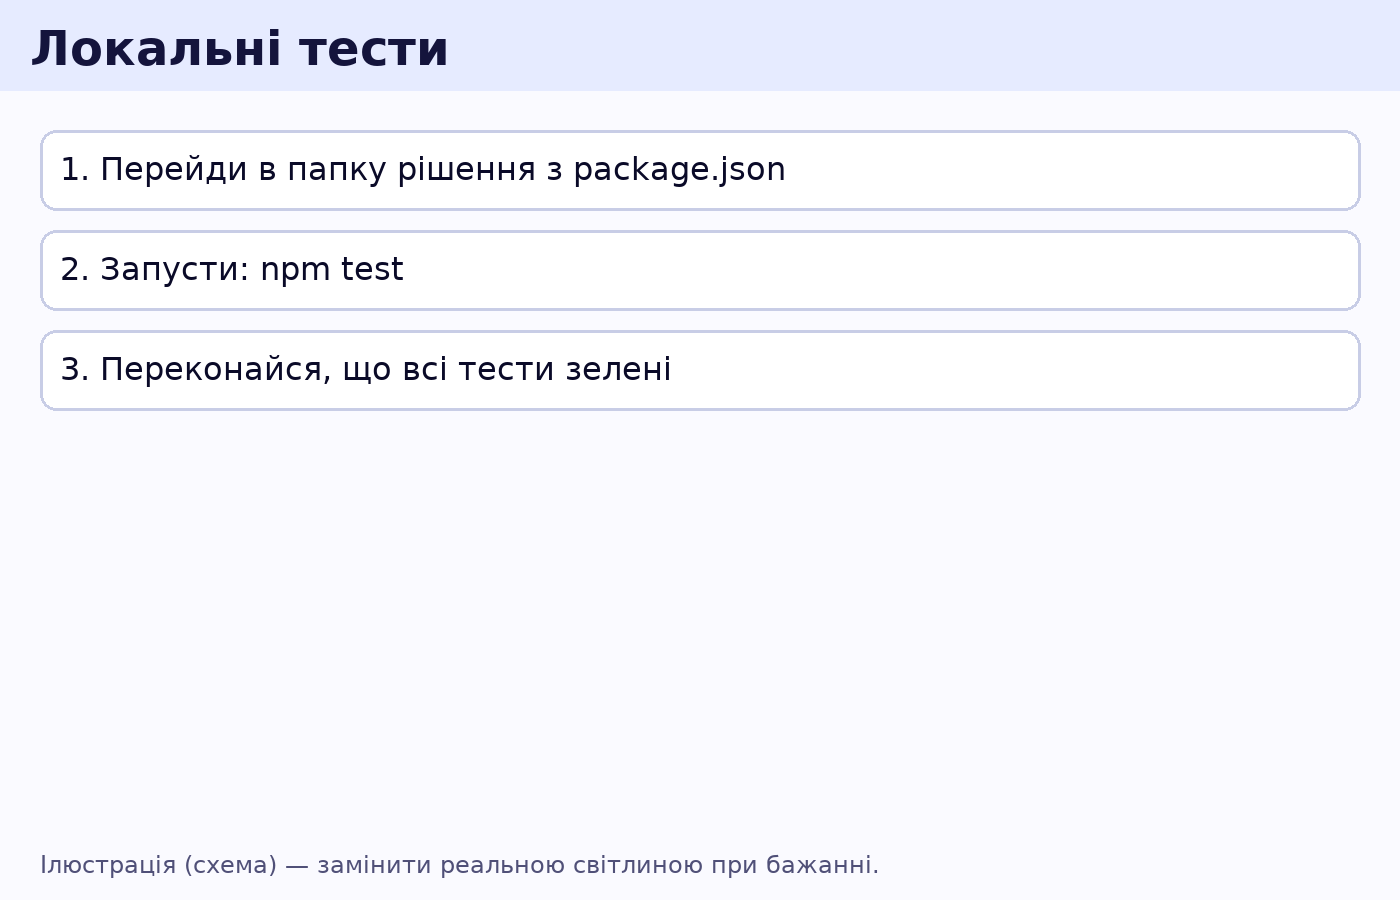 Локальні тести
1. Перейди в папку рішення з package.json
2. Запусти: npm test
3. Переконайся, що всі тести зелені
Ілюстрація (схема) — замінити реальною світлиною при бажанні.